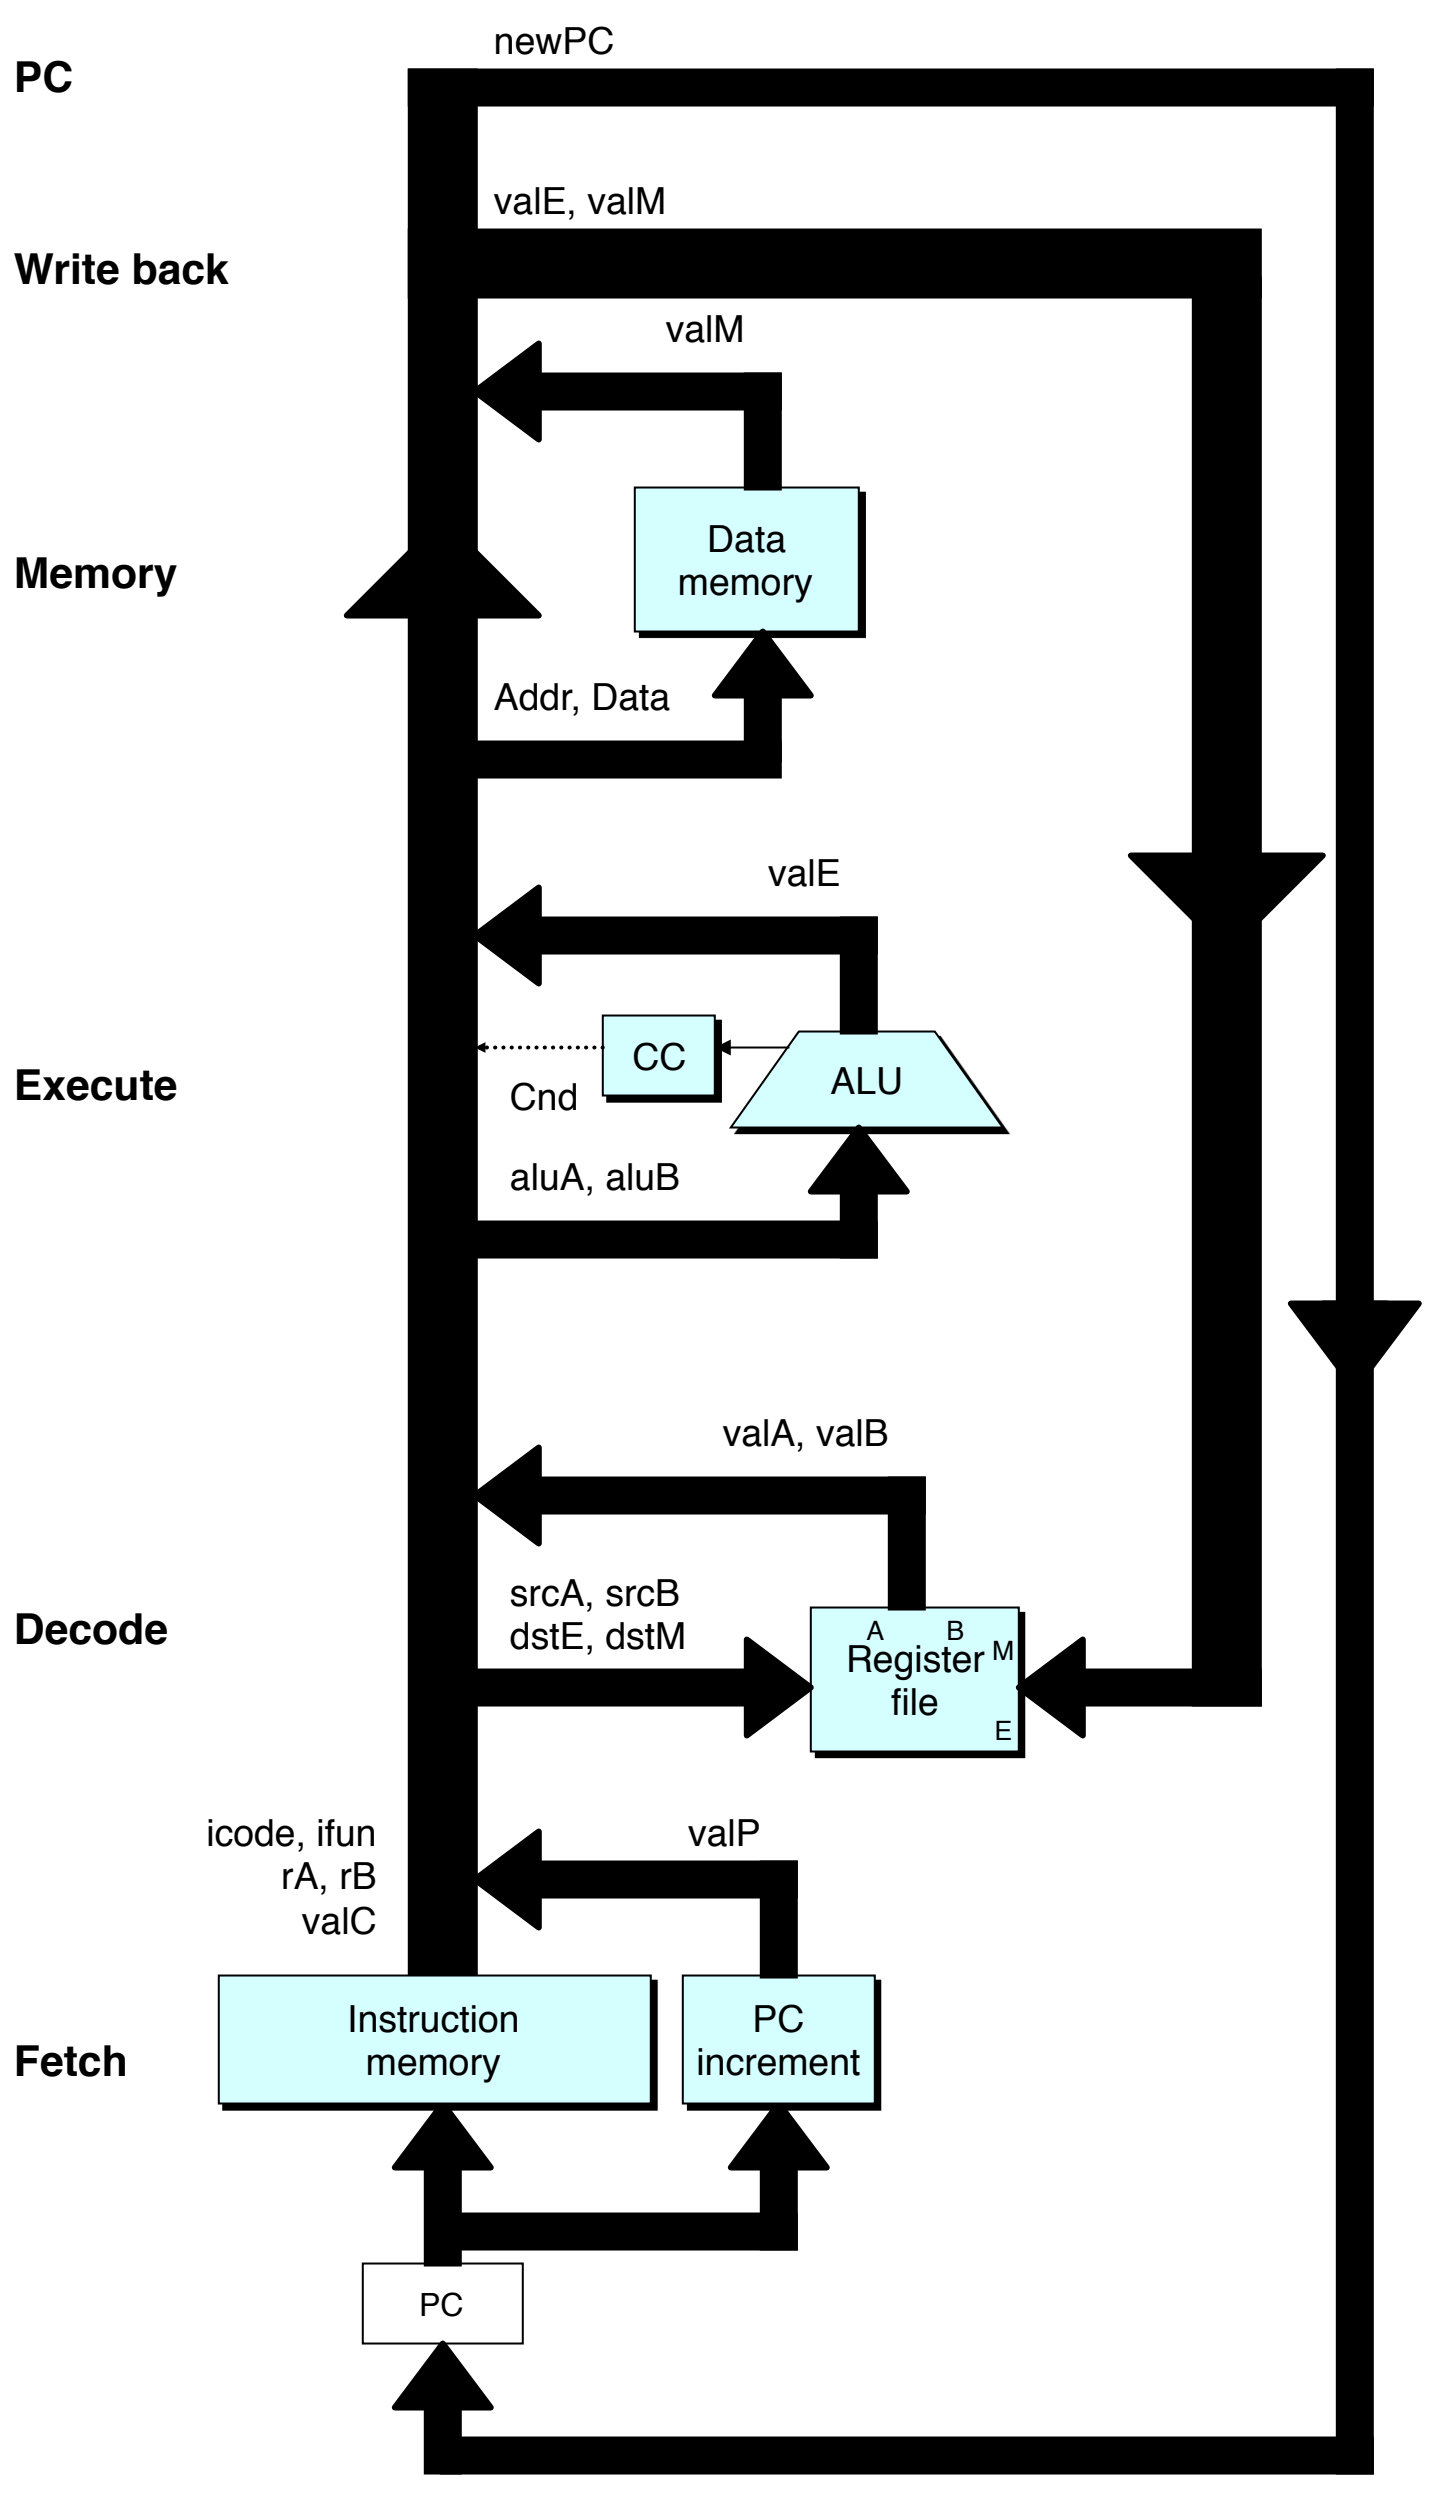 newPC
PC
valE, valM
Write back
valM
Data
memory
Memory
Addr, Data
valE
CC
ALU
Execute
Cnd
aluA, aluB
valA, valB
srcA, srcB
dstE, dstM
Decode
A B
Register M
file
E
icode, ifun
rA, rB
valC
valP
Instruction
memory
PC
increment
Fetch
PC